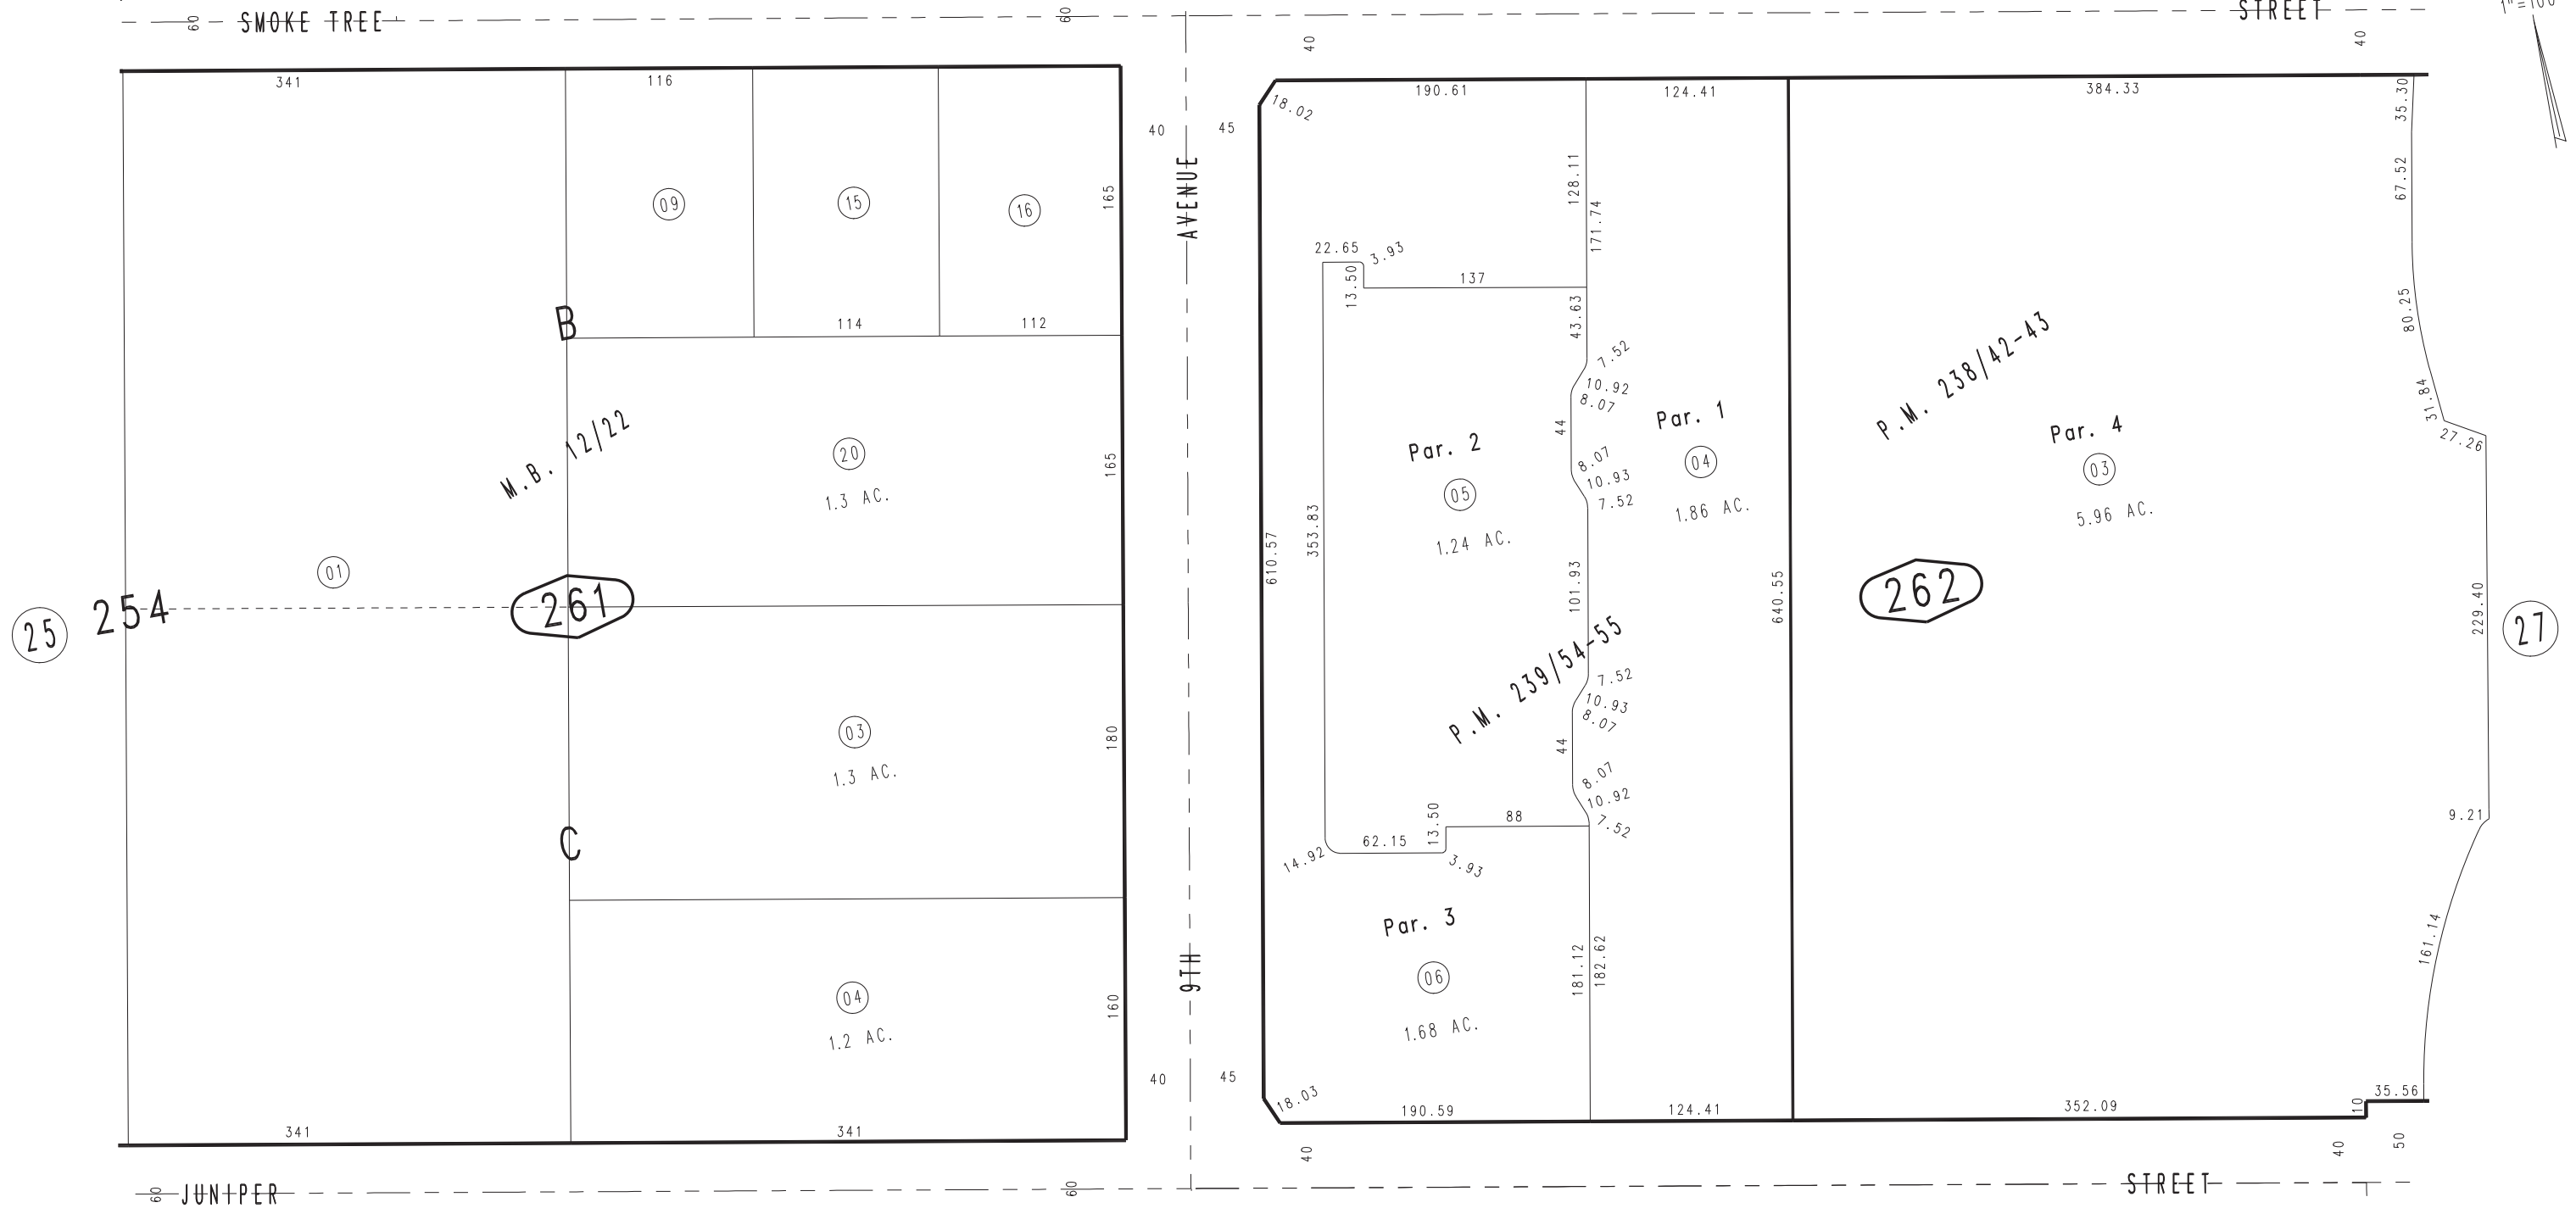 60 SMOKE TREE 60 STREET
40 40
341 116 190.61 124.41 384.33 35.30
18.02
40 45
AVENUE
128.11 67.52
09 15 16 165
171.74
22.65 3.93
13.50 137
43.63 80.25
B 114 112
7.52
10.92
8.07
44
31.84
27.26
M.B. 12/22
20
1.3 AC.
165
Par. 2
05
1.24 AC.
Par. 1
04
1.86 AC.
P.M. 238/42-43
Par. 4
03
5.96 AC.
8.07
10.93
7.52
353.83
610.57
01
25 254 261
101.93
640.55
262
229.40
27
P.M. 239/54-55
7.52
10.93
8.07
44
03
1.3 AC.
180
8.07
10.92
7.52
C
13.50 88
62.15
14.92 3.93
9.21
Par. 3
06
1.68 AC.
9TH
181.12
182.62
161.14
04
1.2 AC.
160
40 45
18.03
341 341 190.59 124.41 352.09 10 35.56
40 40 50
60 JUNIPER 60 STREET